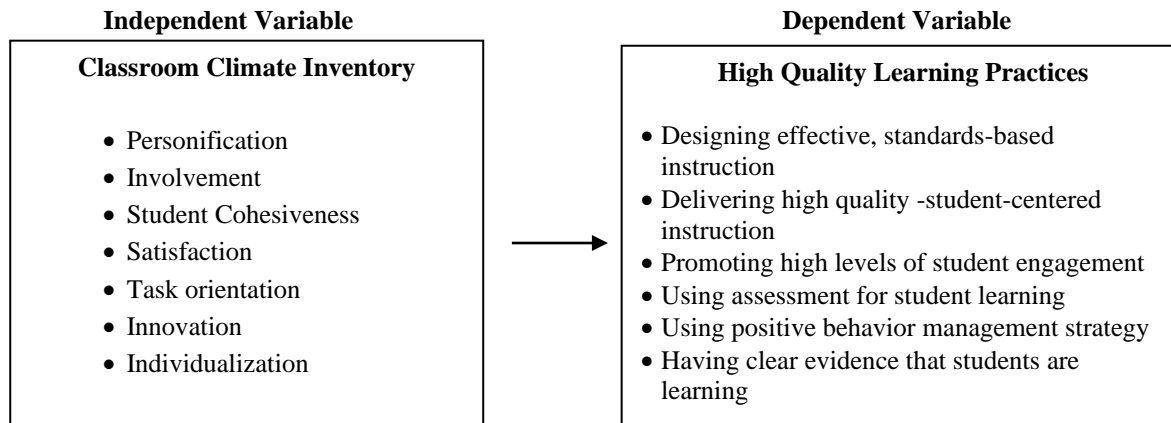 Independent Variable
Classroom Climate Inventory
• Personification
• Involvement
• Student Cohesiveness
• Satisfaction
• Task orientation
• Innovation
• Individualization
Dependent Variable
High Quality Learning Practices
• Designing effective, standards-based
instruction
• Delivering high quality -student-centered
instruction
• Promoting high levels of student engagement
• Using assessment for student learning
• Using positive behavior management strategy
• Having clear evidence that students are
learning